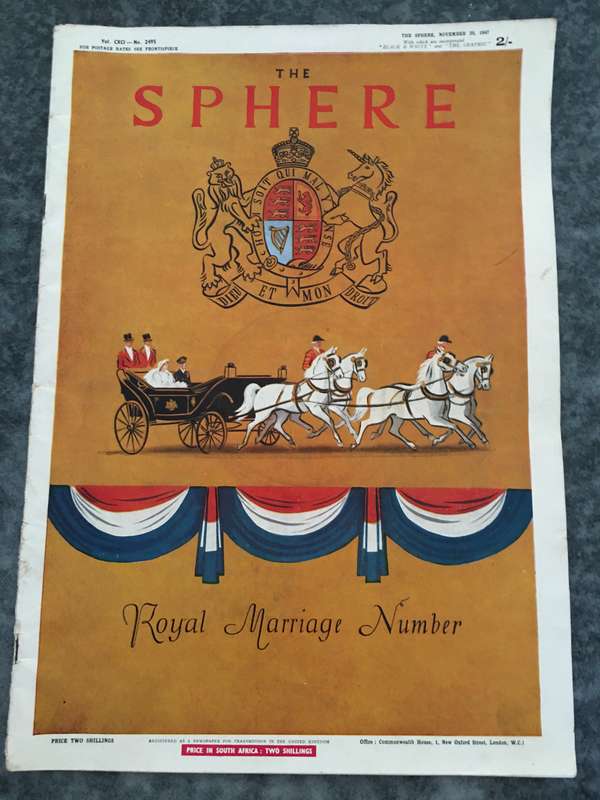 Vol. CXCI — No. 2495
FOR POSTAGE RATES SEE FRONTISPIECE
THE SPHERE, NOVEMBER 29, 1947
With which are incorporated
"BLACK & WHITE" and "THE GRAPHIC"
2/-
THE
SPHERE
HONI SOIT QUI MAL Y PENSE
DIEU ET MON DROIT
Royal Marriage Number
PRICE TWO SHILLINGS
REGISTERED AS A NEWSPAPER FOR TRANSMISSION IN THE UNITED KINGDOM
Office : Commonwealth House, 1, New Oxford Street, London, W.C.1
PRICE IN SOUTH AFRICA : TWO SHILLINGS